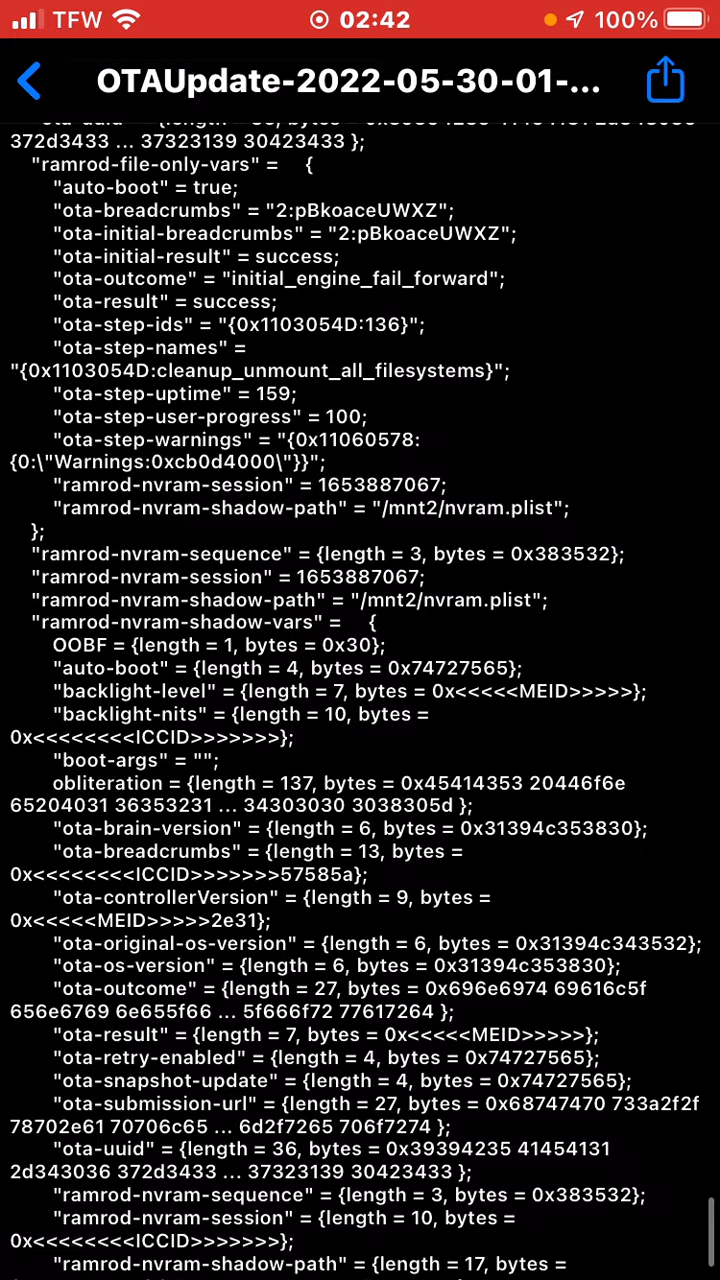 TFW 02:42 100%
OTAUpdate-2022-05-30-01-...
372d3433 ... 37323139 30423433 };
"ramrod-file-only-vars" = {
"auto-boot" = true;
"ota-breadcrumbs" = "2:pBkoaceUWXZ";
"ota-initial-breadcrumbs" = "2:pBkoaceUWXZ";
"ota-initial-result" = success;
"ota-outcome" = "initial_engine_fail_forward";
"ota-result" = success;
"ota-step-ids" = "{0x1103054D:136}";
"ota-step-names" =
"{0x1103054D:cleanup_unmount_all_filesystems}";
"ota-step-uptime" = 159;
"ota-step-user-progress" = 100;
"ota-step-warnings" = "{0x11060578:
{0:\"Warnings:0xcb0d4000\"}}";
"ramrod-nvram-session" = 1653887067;
"ramrod-nvram-shadow-path" = "/mnt2/nvram.plist";
};
"ramrod-nvram-sequence" = {length = 3, bytes = 0x383532};
"ramrod-nvram-session" = 1653887067;
"ramrod-nvram-shadow-path" = "/mnt2/nvram.plist";
"ramrod-nvram-shadow-vars" = {
OOBF = {length = 1, bytes = 0x30};
"auto-boot" = {length = 4, bytes = 0x74727565};
"backlight-level" = {length = 7, bytes = 0x<<<<<MEID>>>>>};
"backlight-nits" = {length = 10, bytes =
0x<<<<<<<<ICCID>>>>>>>};
"boot-args" = "";
obliteration = {length = 137, bytes = 0x45414353 20446f6e
65204031 36353231 ... 34303030 3038305d };
"ota-brain-version" = {length = 6, bytes = 0x31394c353830};
"ota-breadcrumbs" = {length = 13, bytes =
0x<<<<<<<<ICCID>>>>>>>57585a};
"ota-controllerVersion" = {length = 9, bytes =
0x<<<<<MEID>>>>>2e31};
"ota-original-os-version" = {length = 6, bytes = 0x31394c343532};
"ota-os-version" = {length = 6, bytes = 0x31394c353830};
"ota-outcome" = {length = 27, bytes = 0x696e6974 69616c5f
656e6769 6e655f66 ... 5f666f72 77617264 };
"ota-result" = {length = 7, bytes = 0x<<<<<MEID>>>>>};
"ota-retry-enabled" = {length = 4, bytes = 0x74727565};
"ota-snapshot-update" = {length = 4, bytes = 0x74727565};
"ota-submission-url" = {length = 27, bytes = 0x68747470 733a2f2f
78702e61 70706c65 ... 6d2f7265 706f7274 };
"ota-uuid" = {length = 36, bytes = 0x39394235 41454131
2d343036 372d3433 ... 37323139 30423433 };
"ramrod-nvram-sequence" = {length = 3, bytes = 0x383532};
"ramrod-nvram-session" = {length = 10, bytes =
0x<<<<<<<<ICCID>>>>>>>};
"ramrod-nvram-shadow-path" = {length = 17, bytes =